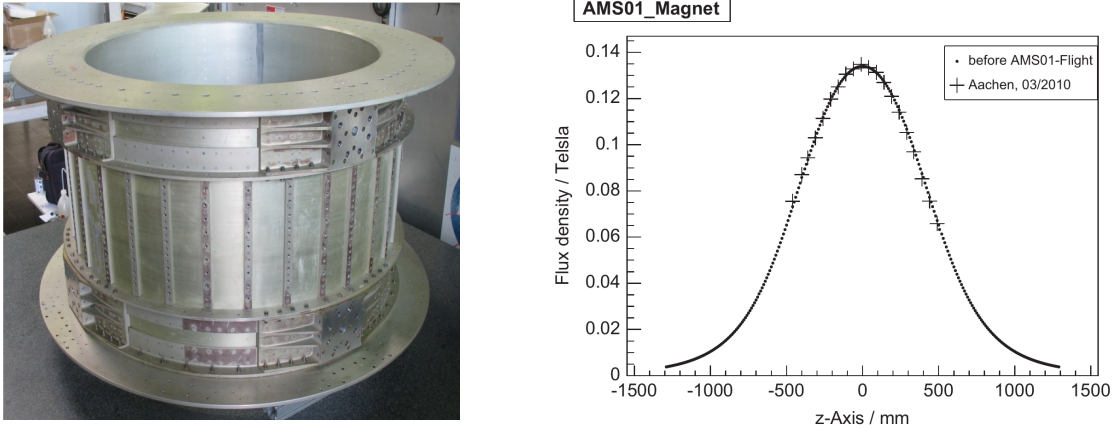 AMS01_Magnet
0.14
0.12
0.1
0.08
0.06
0.04
0.02
0
Flux density / Telsla
before AMS01-Flight
Aachen, 03/2010
-1500 -1000 -500 0 500 1000 1500
z-Axis / mm